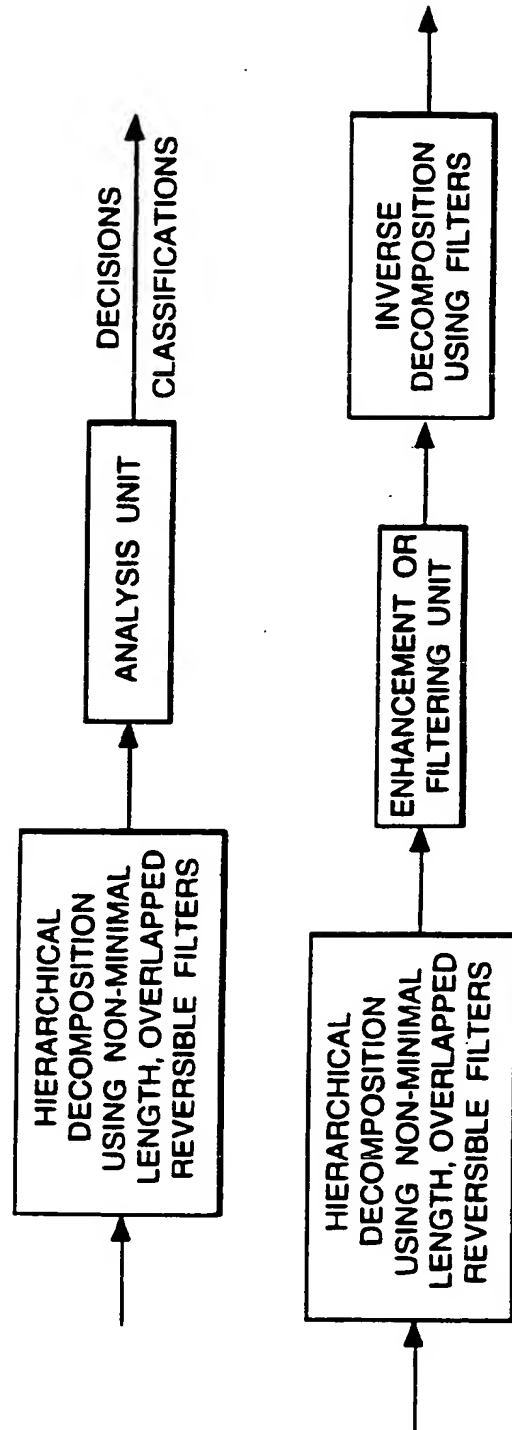 HIERARCHICAL
DECOMPOSITION
USING NON-MINIMAL
LENGTH, OVERLAPPED
REVERSIBLE FILTERS
ANALYSIS UNIT
DECISIONS
CLASSIFICATIONS
HIERARCHICAL
DECOMPOSITION
USING NON-MINIMAL
LENGTH, OVERLAPPED
REVERSIBLE FILTERS
ENHANCEMENT OR
FILTERING UNIT
INVERSE
DECOMPOSITION
USING FILTERS